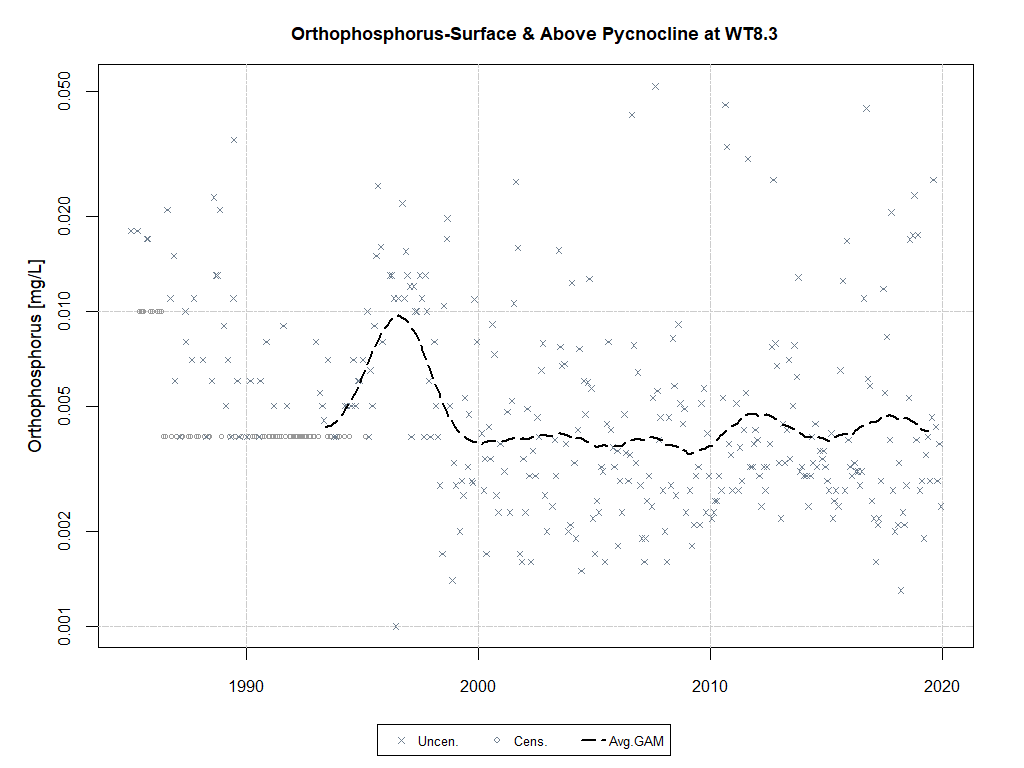 Orthophosphorus-Surface & Above Pycnocline at WT8.3
Orthophosphorus [mg/L]
0.050
0.020
0.010
0.005
0.002
0.001
1990 2000 2010 2020
Uncen. Cens. Avg.GAM